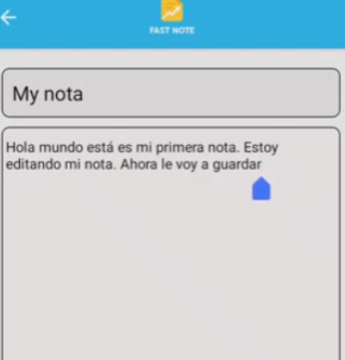 FAST NOTE
My nota
Hola mundo está es mi primera nota. Estoy
editando mi nota. Ahora le voy a guardar